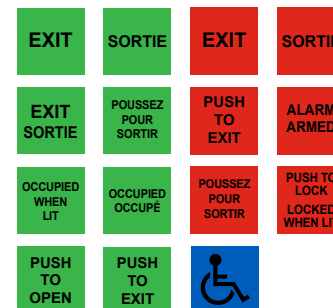 EXIT
SORTIE
EXIT
SORTIE
EXIT
SORTIE
POUSSEZ
POUR
SORTIR
PUSH
TO
EXIT
ALARM
ARMED
OCCUPIED
WHEN
LIT
OCCUPIED
OCCUPÉ
POUSSEZ
POUR
SORTIR
PUSH TO
LOCK
LOCKED
WHEN LIT
PUSH
TO
OPEN
PUSH
TO
EXIT